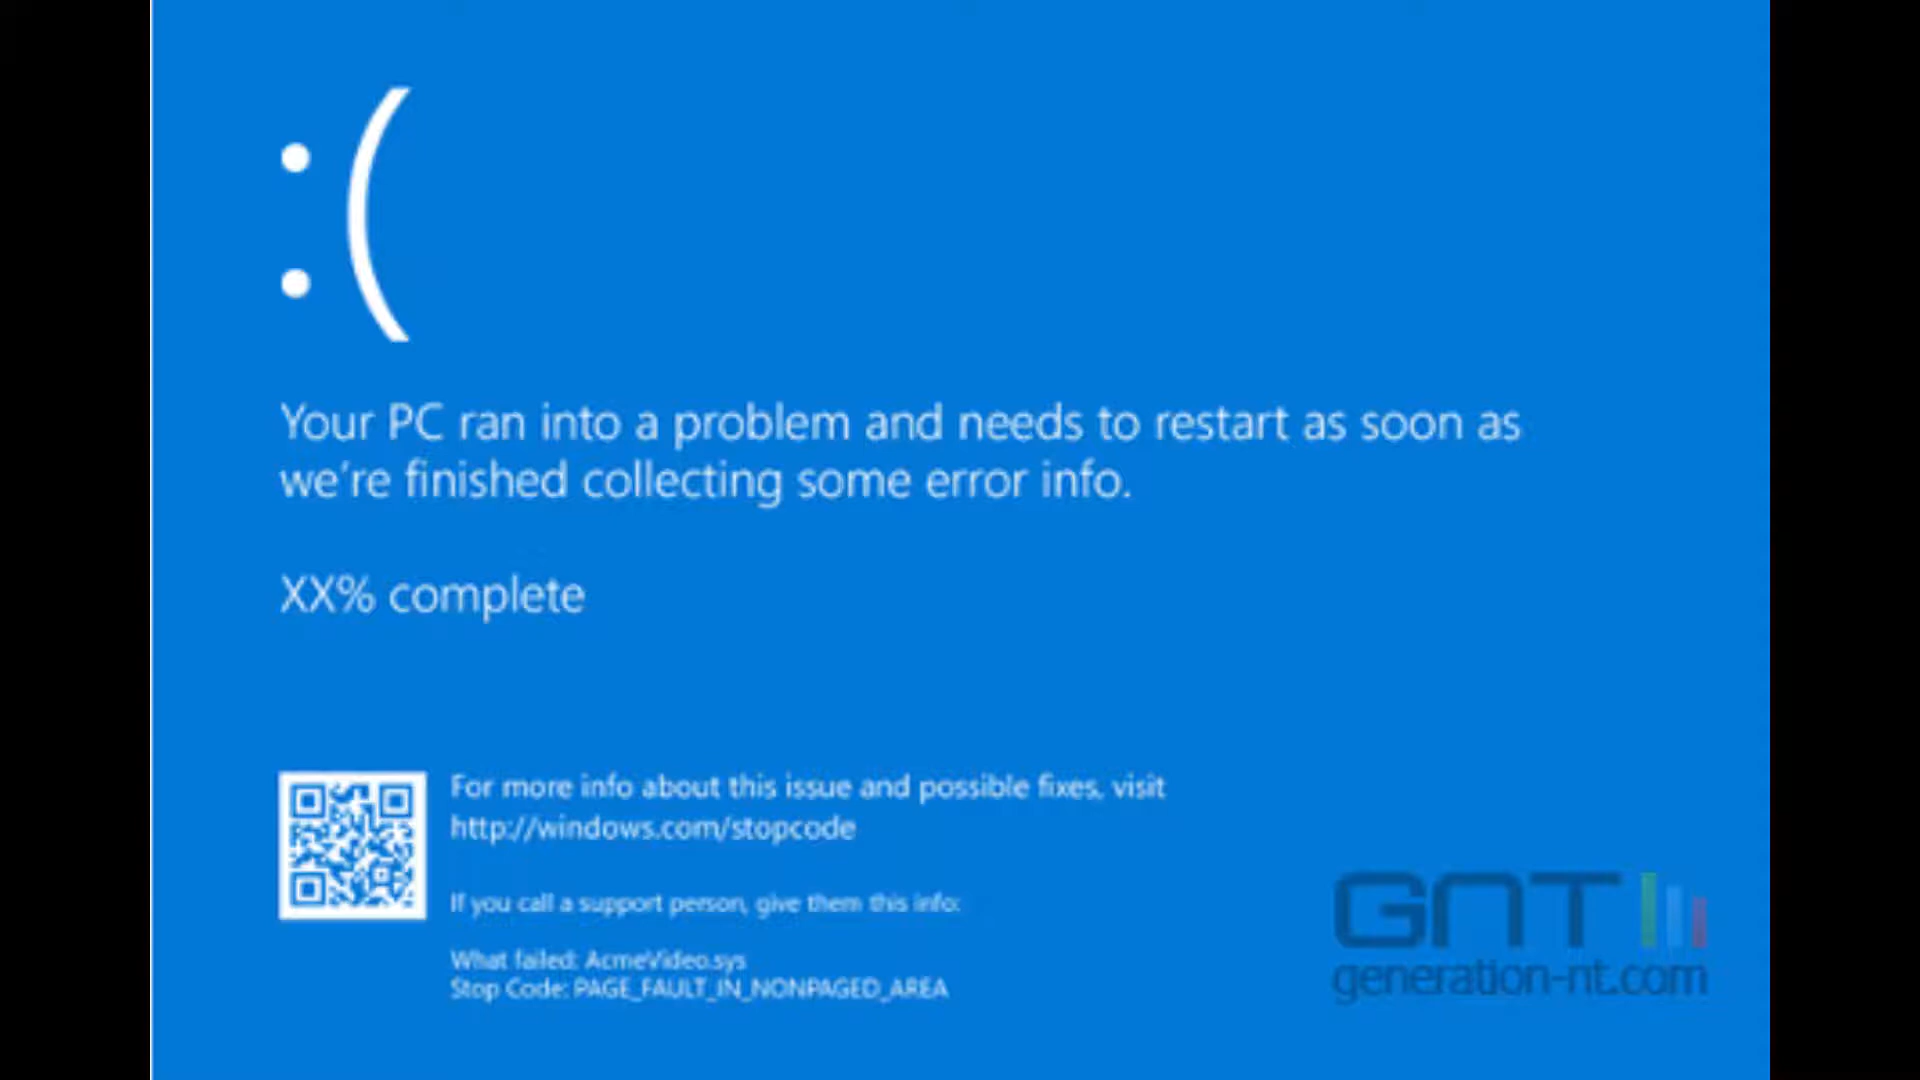 :(
Your PC ran into a problem and needs to restart as soon as
we're finished collecting some error info.
XX% complete
For more info about this issue and possible fixes, visit
http://windows.com/stopcode
If you call a support person, give them this info:
What failed: AcmeVideo.sys
Stop Code: PAGE_FAULT_IN_NONPAGED_AREA
GNT
generation-nt.com